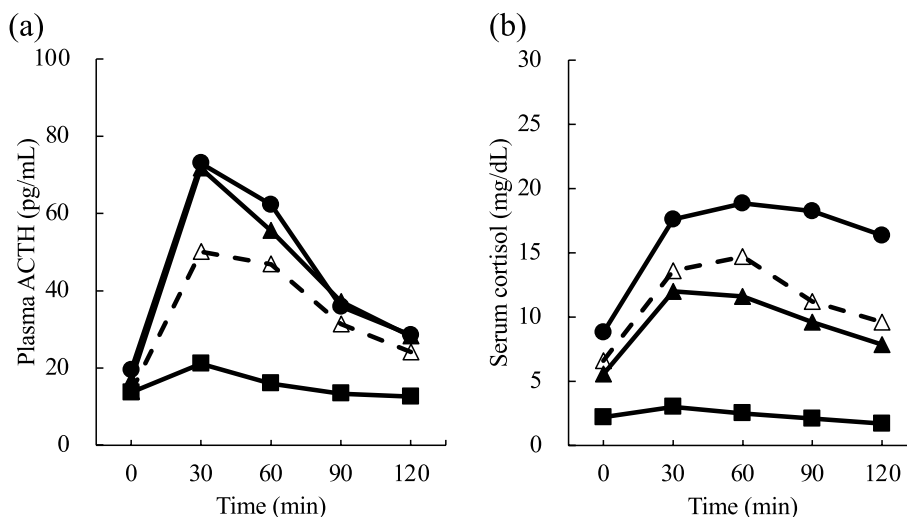 (a)
100
80
60
40
20
0
Plasma ACTH (pg/mL)
0 30 60 90 120
Time (min)
(b)
30
25
20
15
10
5
0
Serum cortisol (mg/dL)
0 30 60 90 120
Time (min)